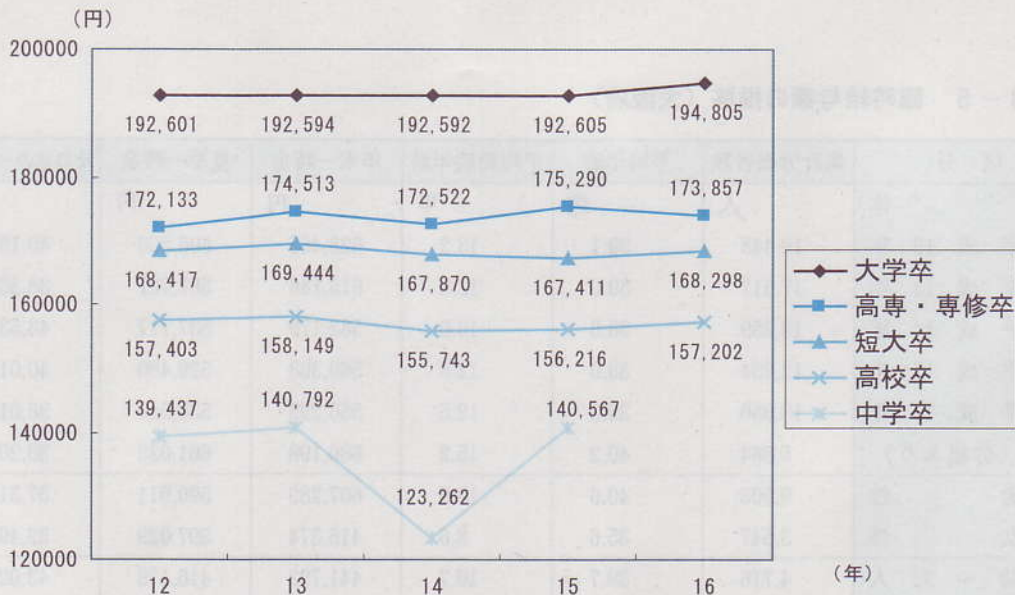 (円)
200000
192,601 192,594 192,592 192,605 194,805
180000
172,133 174,513 172,522 175,290 173,857
168,417 169,444 167,870 167,411 168,298
160000
157,403 158,149 155,743 156,216 157,202
139,437 140,792 140,567
140000
123,262
120000
12 13 14 15 16
(年)
大学卒
高専・専修卒
短大卒
高校卒
中学卒